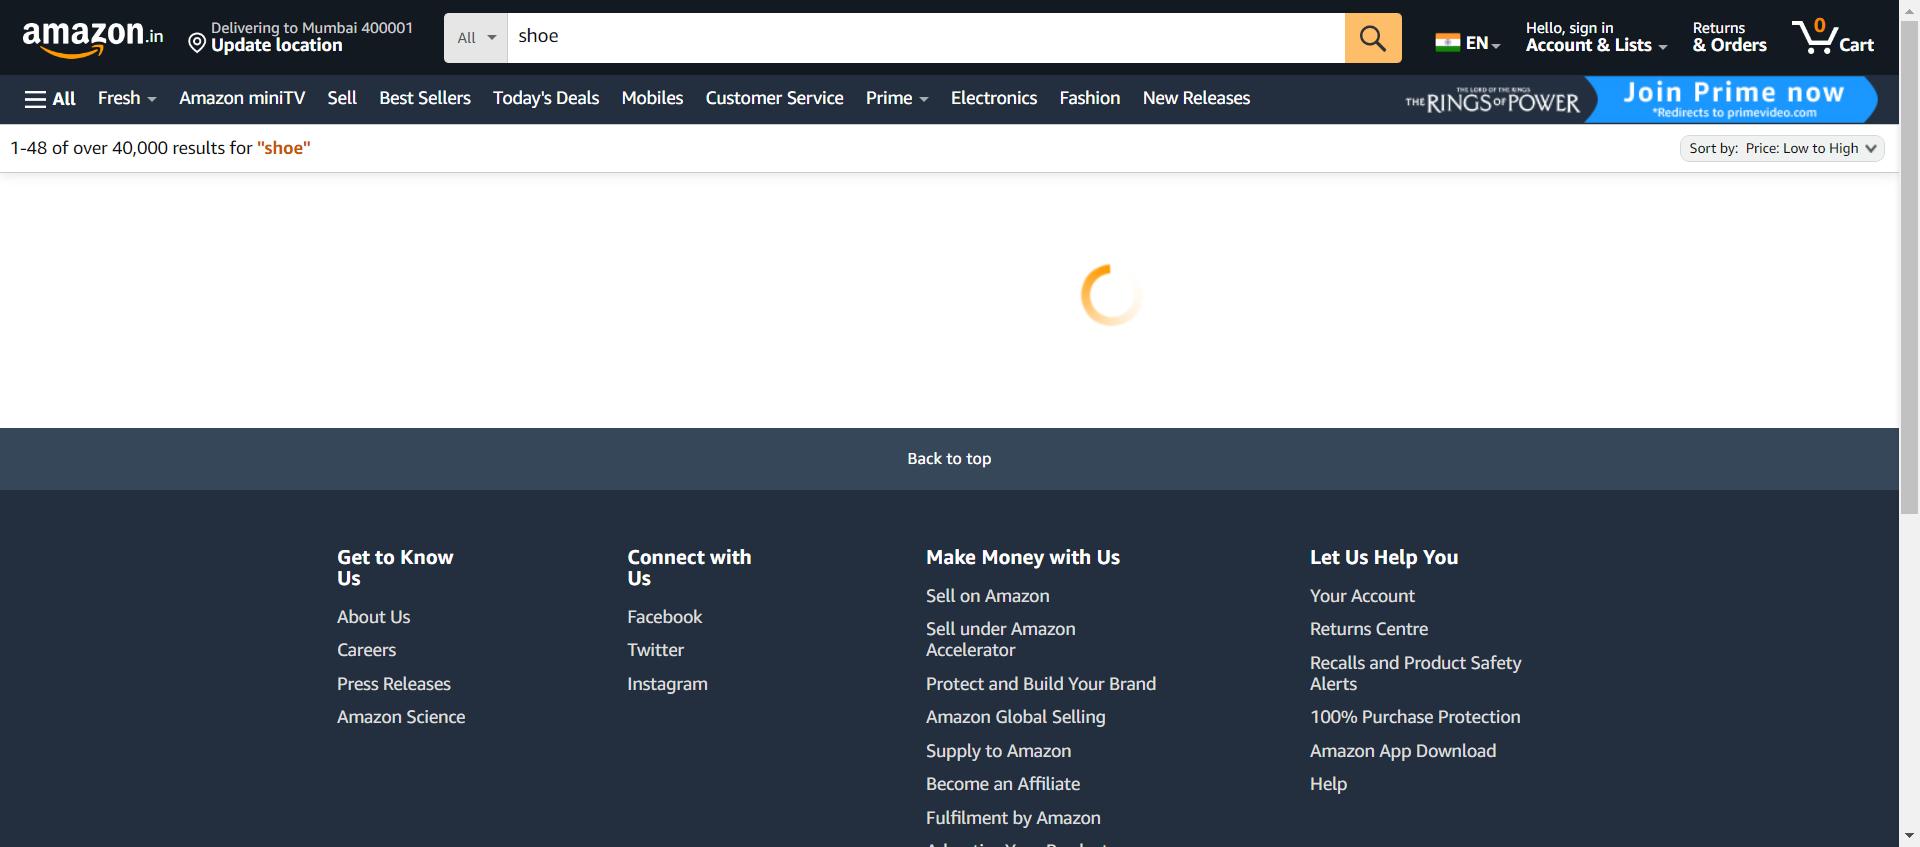 amazon.in
Delivering to Mumbai 400001
Update location
All
shoe
EN
Hello, sign in
Account & Lists
Returns
& Orders
0
Cart
All
Fresh
Amazon miniTV
Sell
Best Sellers
Today's Deals
Mobiles
Customer Service
Prime
Electronics
Fashion
New Releases
THE LORD OF THE RINGS
THE RINGS OF POWER
Join Prime now
*Redirects to primevideo.com
1-48 of over 40,000 results for "shoe"
Sort by: Price: Low to High
Back to top
Get to Know
Us
About Us
Careers
Press Releases
Amazon Science
Connect with
Us
Facebook
Twitter
Instagram
Make Money with Us
Sell on Amazon
Sell under Amazon
Accelerator
Protect and Build Your Brand
Amazon Global Selling
Supply to Amazon
Become an Affiliate
Fulfilment by Amazon
Let Us Help You
Your Account
Returns Centre
Recalls and Product Safety
Alerts
100% Purchase Protection
Amazon App Download
Help